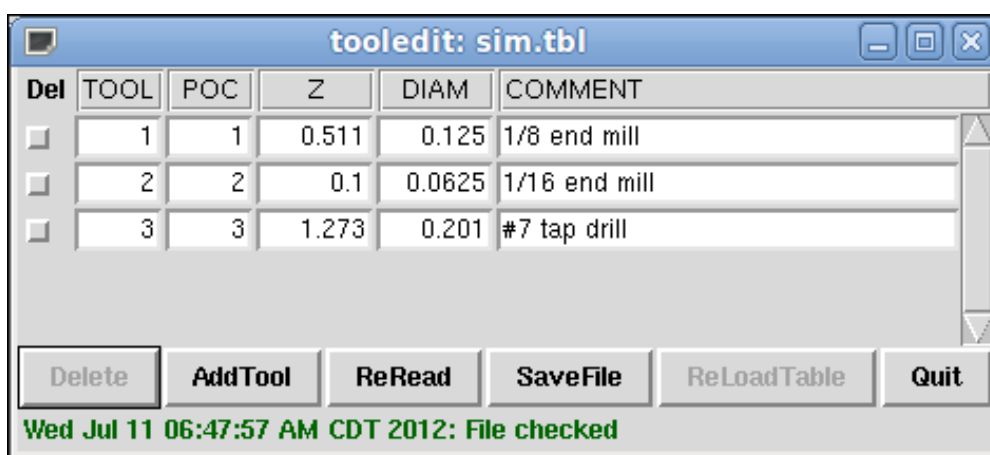 tooledit: sim.tbl
Del TOOL POC Z DIAM COMMENT
1 1 0.511 0.125 1/8 end mill
2 2 0.1 0.0625 1/16 end mill
3 3 1.273 0.201 #7 tap drill
Delete AddTool ReRead SaveFile ReLoadTable Quit
Wed Jul 11 06:47:57 AM CDT 2012: File checked